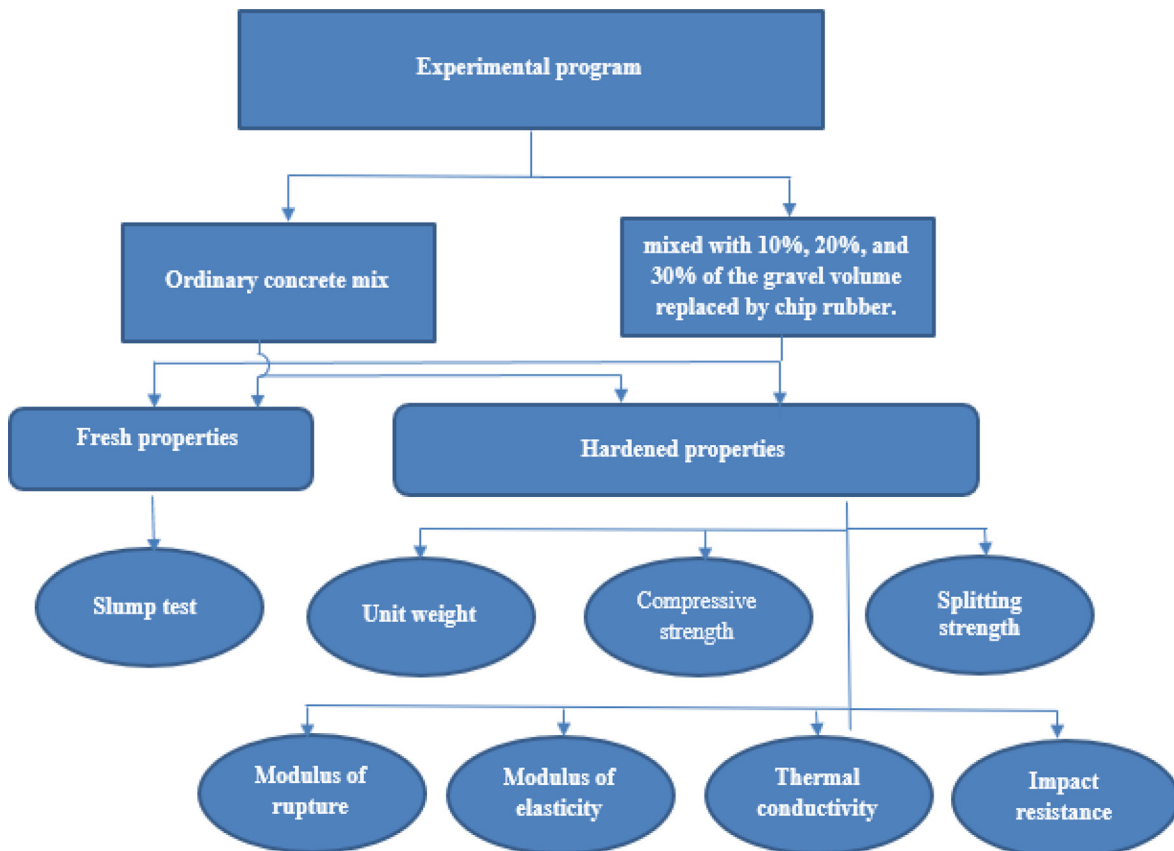 Experimental program
Ordinary concrete mix
mixed with 10%, 20%, and
30% of the gravel volume
replaced by chip rubber.
Fresh properties
Hardened properties
Slump test
Unit weight
Compressive
strength
Splitting
strength
Modulus of
rupture
Modulus of
elasticity
Thermal
conductivity
Impact
resistance